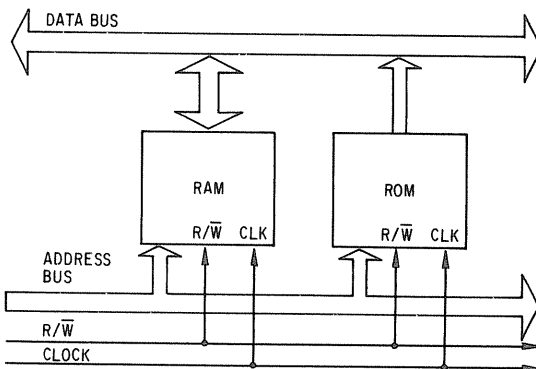 DATA BUS
RAM
ROM
R/W̅ CLK
R/W̅ CLK
ADDRESS
BUS
R/W̅
CLOCK